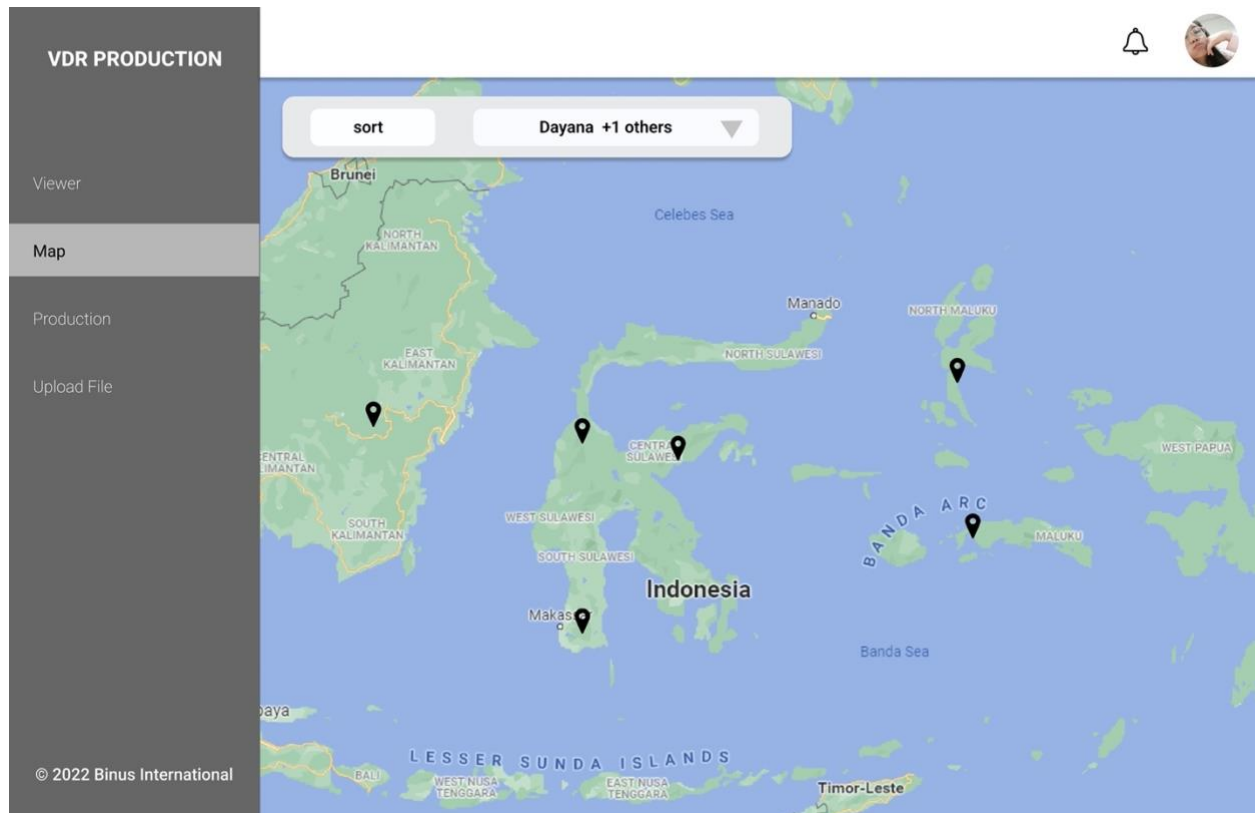 VDR PRODUCTION
Viewer
Map
Production
Upload File
© 2022 Binus International
sort
Dayana +1 others
Brunei
Celebes Sea
NORTH
KALIMANTAN
Manado
NORTH MALUKU
EAST
KALIMANTAN
NORTH SULAWESI
CENTRAL
WEST PAPUA
SOUTH
KALIMANTAN
WEST SULAWESI
BANDA ARC
MALUKU
SOUTH SULAWESI
Indonesia
Banda Sea
LESSER SUNDA ISLANDS
BALI
WEST NUSA
TENGGARA
EAST NUSA
TENGGARA
Timor-Leste